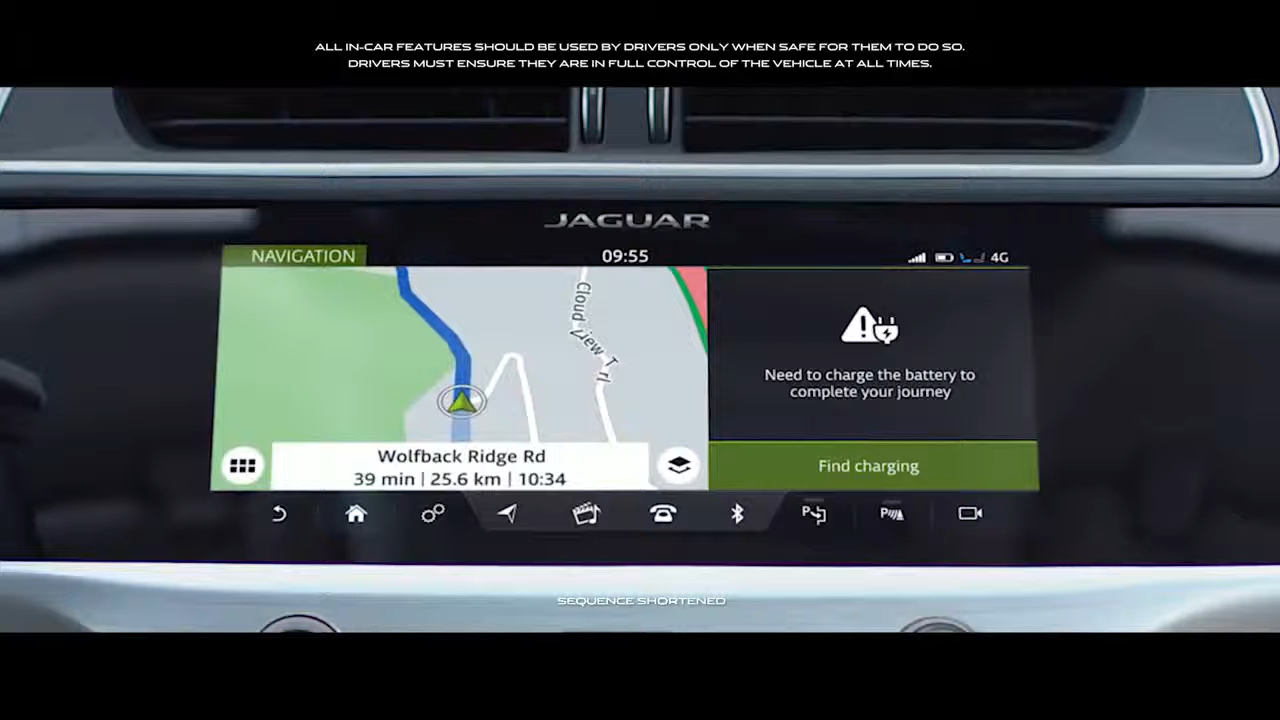 ALL IN-CAR FEATURES SHOULD BE USED BY DRIVERS ONLY WHEN SAFE FOR THEM TO DO SO.
DRIVERS MUST ENSURE THEY ARE IN FULL CONTROL OF THE VEHICLE AT ALL TIMES.
JAGUAR
NAVIGATION
09:55
4G
Cloud View Trl
Need to charge the battery to
complete your journey
Wolfback Ridge Rd
39 min | 25.6 km | 10:34
Find charging
P
P
SEQUENCE SHORTENED